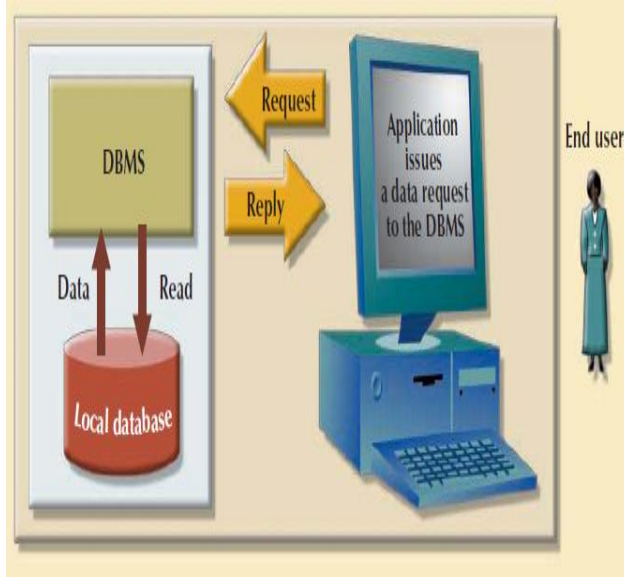 Request
Application
issues
a data request
to the DBMS
End user
DBMS
Reply
Data
Read
Local database